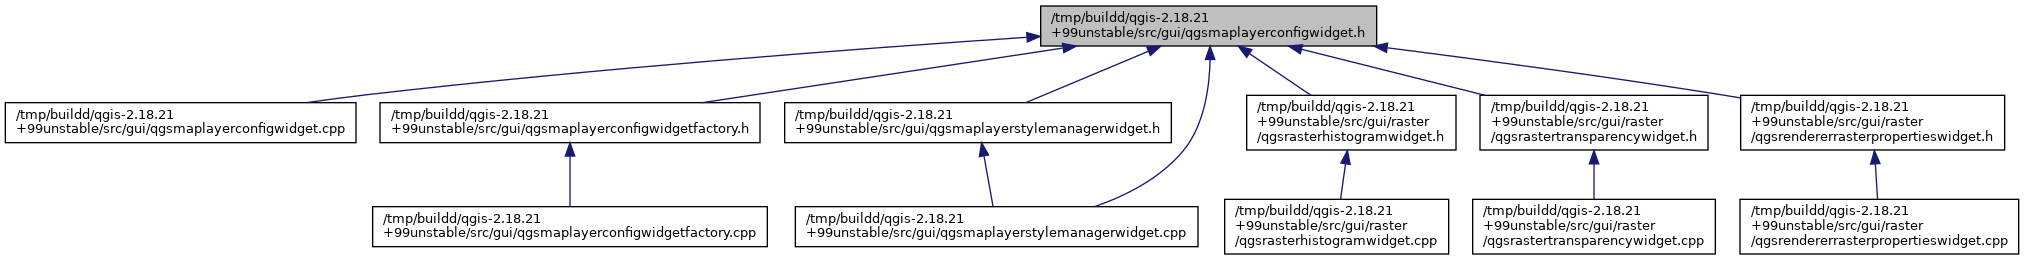 /tmp/buildd/qgis-2.18.21
+99unstable/src/gui/qgsmaplayerconfigwidget.h
/tmp/buildd/qgis-2.18.21
+99unstable/src/gui/qgsmaplayerconfigwidget.cpp
/tmp/buildd/qgis-2.18.21
+99unstable/src/gui/qgsmaplayerconfigwidgetfactory.h
/tmp/buildd/qgis-2.18.21
+99unstable/src/gui/qgsmaplayerstylemanagerwidget.h
/tmp/buildd/qgis-2.18.21
+99unstable/src/gui/raster
/qgsrasterhistogramwidget.h
/tmp/buildd/qgis-2.18.21
+99unstable/src/gui/raster
/qgsrastertransparencywidget.h
/tmp/buildd/qgis-2.18.21
+99unstable/src/gui/raster
/qgsrendererrasterpropertieswidget.h
/tmp/buildd/qgis-2.18.21
+99unstable/src/gui/qgsmaplayerconfigwidgetfactory.cpp
/tmp/buildd/qgis-2.18.21
+99unstable/src/gui/qgsmaplayerstylemanagerwidget.cpp
/tmp/buildd/qgis-2.18.21
+99unstable/src/gui/raster
/qgsrasterhistogramwidget.cpp
/tmp/buildd/qgis-2.18.21
+99unstable/src/gui/raster
/qgsrastertransparencywidget.cpp
/tmp/buildd/qgis-2.18.21
+99unstable/src/gui/raster
/qgsrendererrasterpropertieswidget.cpp